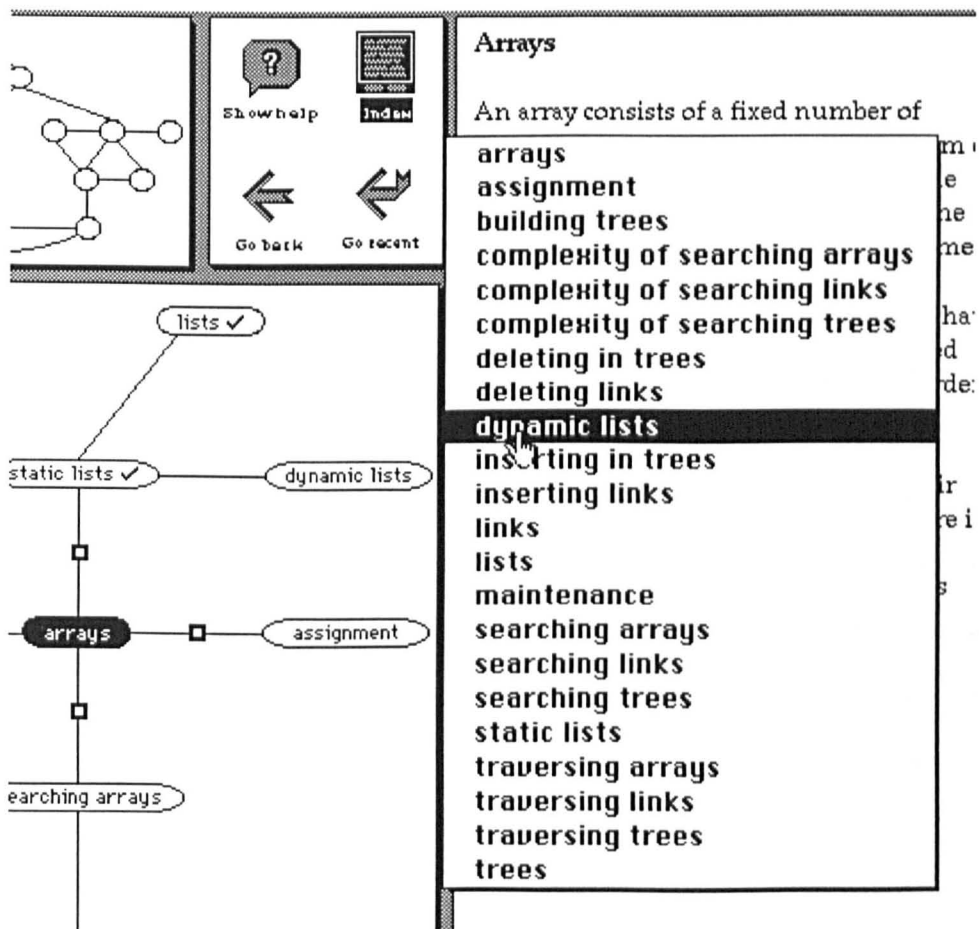 Show help
Index
Go back
Go recent
lists ✓
static lists ✓
dynamic lists
arrays
assignment
earching arrays
Arrays
An array consists of a fixed number of
arrays
assignment
building trees
complexity of searching arrays
complexity of searching links
complexity of searching trees
deleting in trees
deleting links
dynamic lists
inserting in trees
inserting links
links
lists
maintenance
searching arrays
searching links
searching trees
static lists
traversing arrays
traversing links
traversing trees
trees